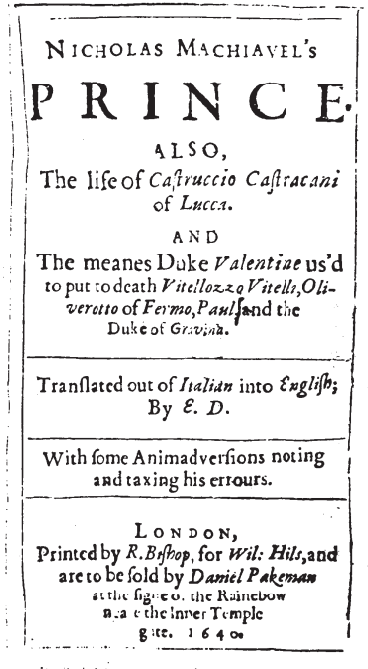 NICHOLAS MACHIAVEL'S
PRINCE.
ALSO,
The life of Caſtruccio Caſtracani
of Lucca.
AND
The meanes Duke Valentine us'd
to put to death Vitellozzo Vitelli, Oli-
veretto of Fermo, Paul, and the
Duke of Gravina.
Tranſlated out of Italian into Engliſh;
By E. D.
With ſome Animadverſions noting
and taxing his errours.
LONDON,
Printed by R. Biſhop, for Wil: Hils, and
are to be ſold by Daniel Pakeman
at the ſigne of the Rainebow
neare the Inner Temple
gate. 1640.